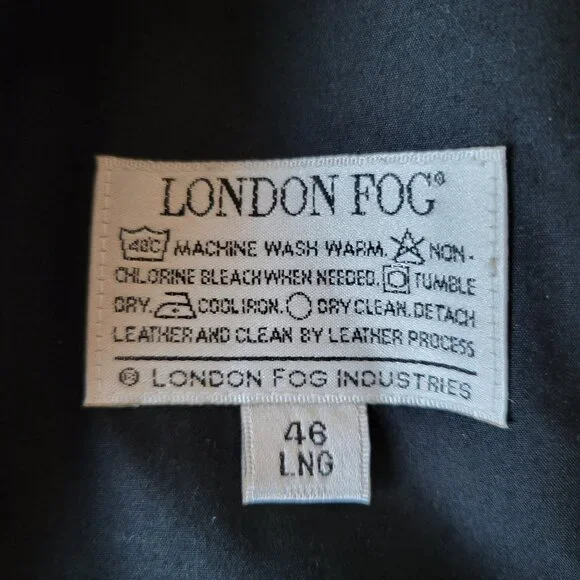 LONDON FOG®
40C MACHINE WASH WARM. NON-
CHLORINE BLEACH WHEN NEEDED. TUMBLE
DRY. COOL IRON. DRY CLEAN. DETACH
LEATHER AND CLEAN BY LEATHER PROCESS
® LONDON FOG INDUSTRIES
46
LNG